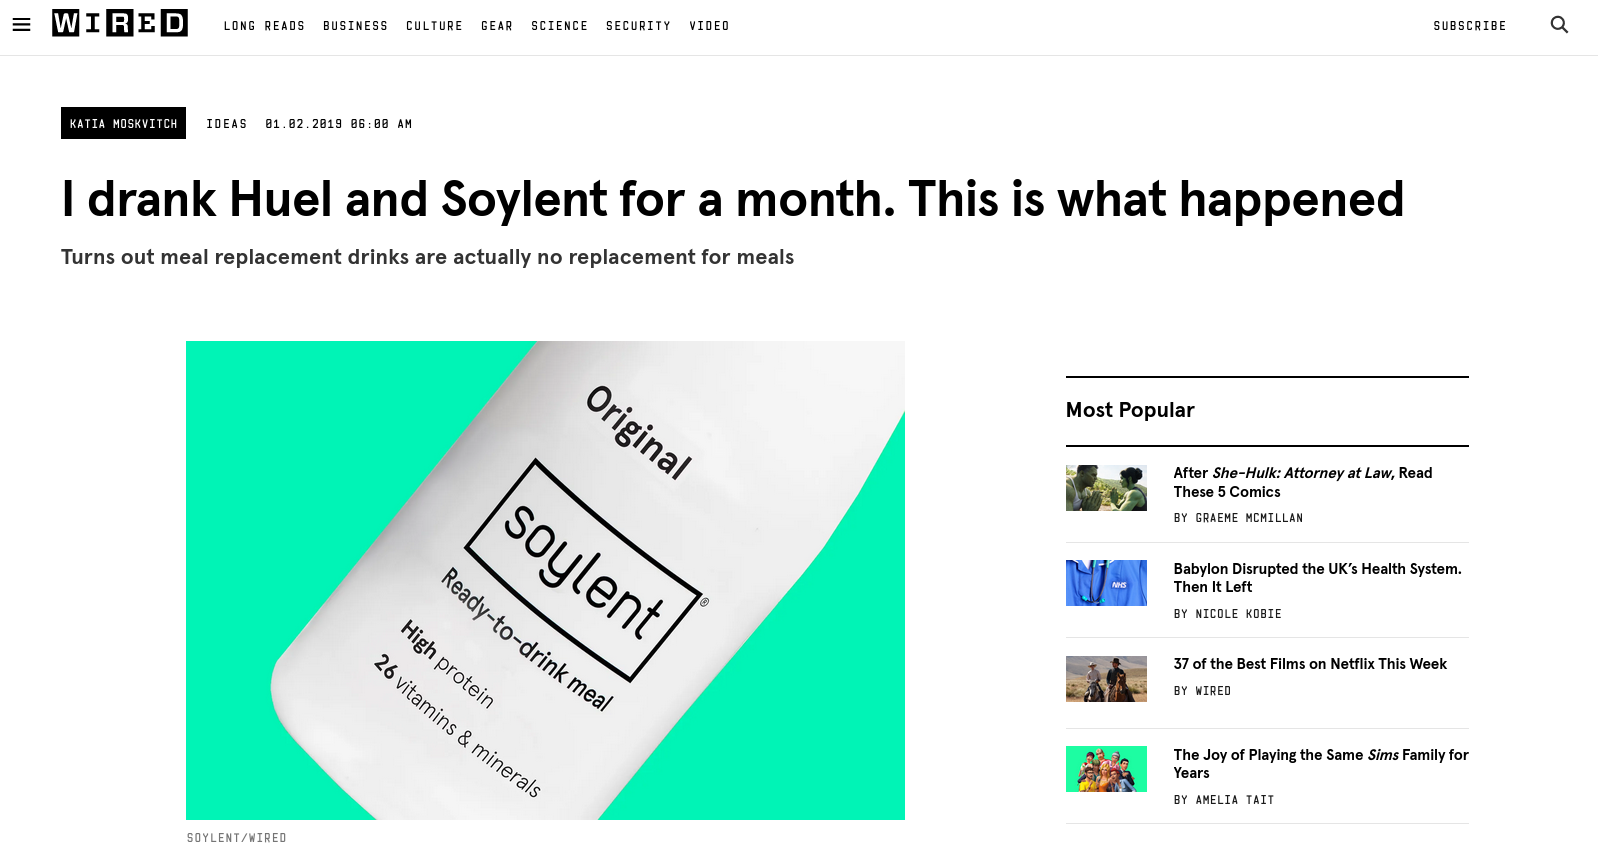 WIRED
LONG READS BUSINESS CULTURE GEAR SCIENCE SECURITY VIDEO
SUBSCRIBE
KATIA MOSKVITCH
IDEAS 01.02.2019 06:00 AM
I drank Huel and Soylent for a month. This is what happened
Turns out meal replacement drinks are actually no replacement for meals
Original
soylent®
Ready-to-drink meal
High protein
26 vitamins & minerals
SOYLENT/WIRED
Most Popular
After She-Hulk: Attorney at Law, Read
These 5 Comics
BY GRAEME MCMILLAN
NHS
Babylon Disrupted the UK’s Health System.
Then It Left
BY NICOLE KOBIE
37 of the Best Films on Netflix This Week
BY WIRED
The Joy of Playing the Same Sims Family for
Years
BY AMELIA TAIT